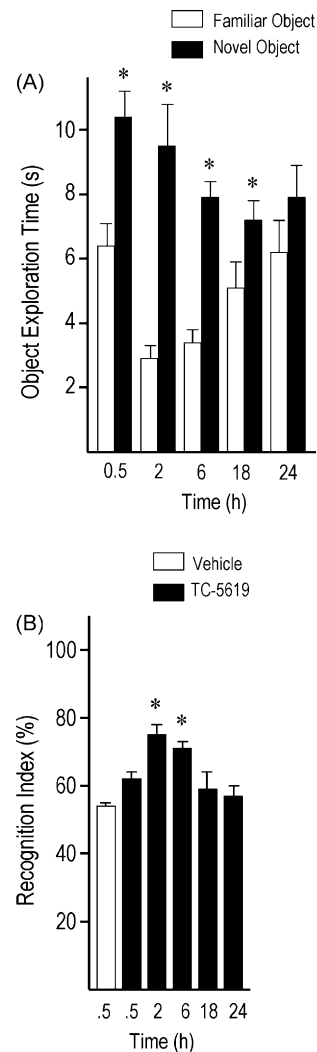 Familiar Object
Novel Object
(A)
Object Exploration Time (s)
10
8
6
4
2
* * * *
0.5 2 6 18 24
Time (h)
Vehicle
TC-5619
(B)
Recognition Index (%)
100
80
60
40
20
* *
.5 .5 2 6 18 24
Time (h)